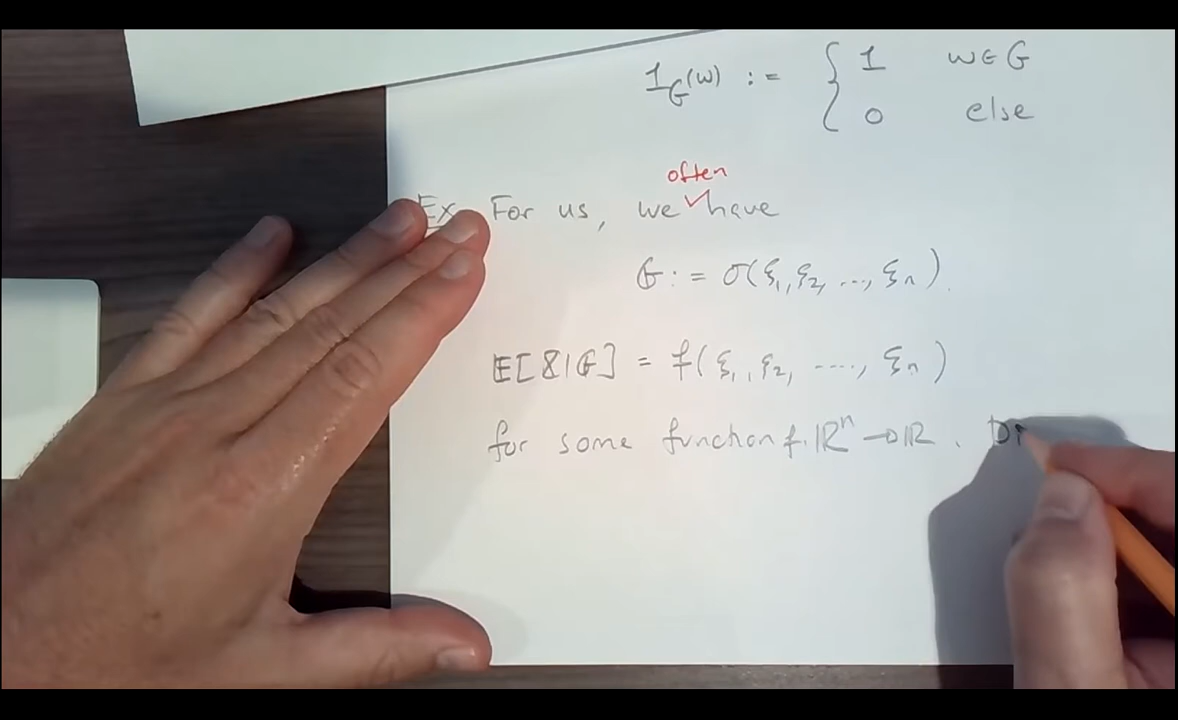 1_G(ω) := { 1 ω∈G
0 else
often
Ex For us, we have
G := σ(ξ₁, ξ₂, ..., ξₙ).
E[X|G] = f(ξ₁, ξ₂, ...., ξₙ)
for some function f: ℝⁿ → ℝ.